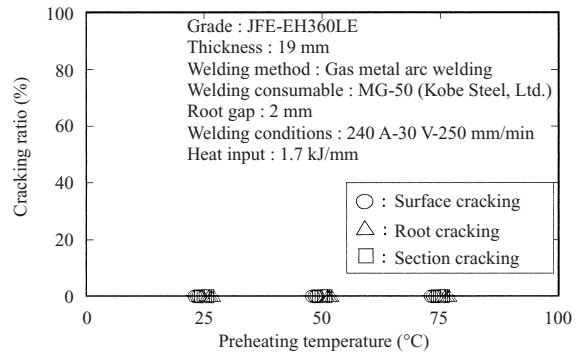 100
80
60
40
20
0
Cracking ratio (%)
Grade : JFE-EH360LE
Thickness : 19 mm
Welding method : Gas metal arc welding
Welding consumable : MG-50 (Kobe Steel, Ltd.)
Root gap : 2 mm
Welding conditions : 240 A-30 V-250 mm/min
Heat input : 1.7 kJ/mm
: Surface cracking
: Root cracking
: Section cracking
0 25 50 75 100
Preheating temperature (°C)